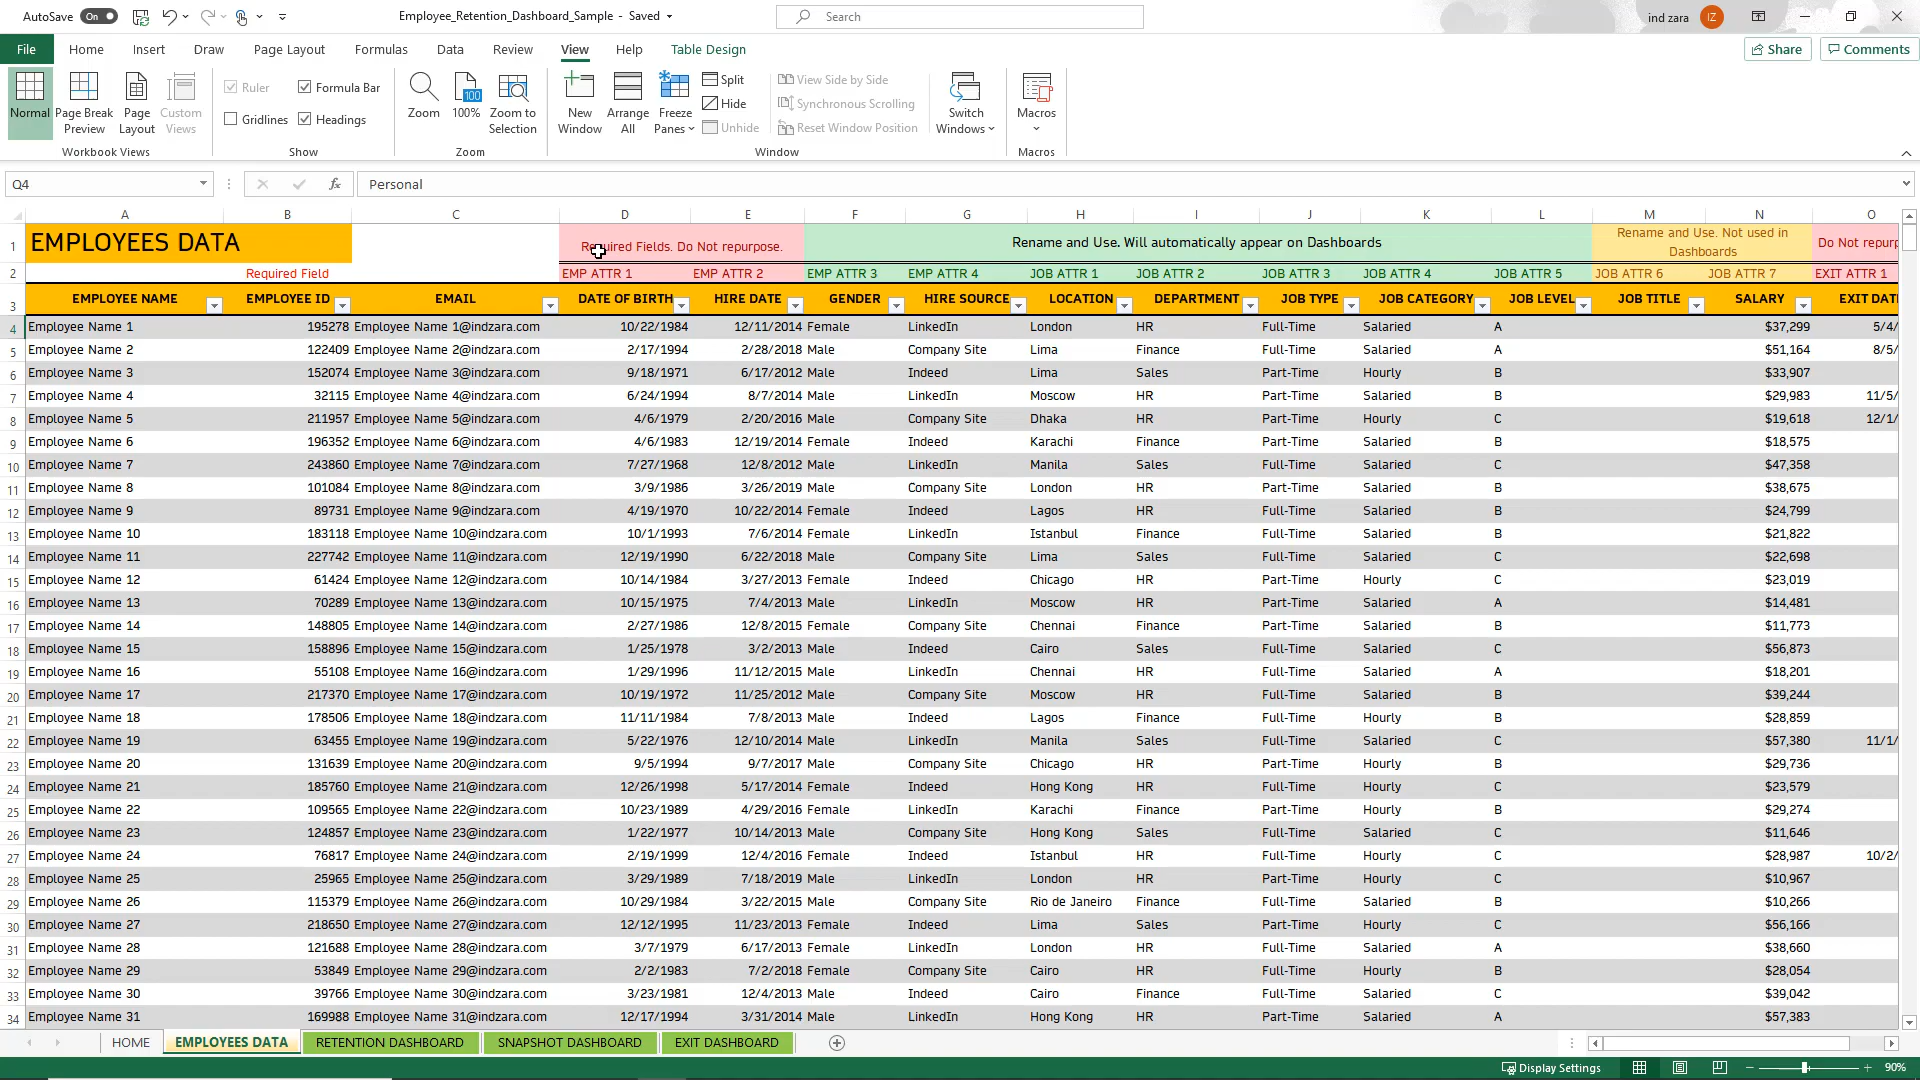 AutoSave On Employee_Retention_Dashboard_Sample - Saved Search ind zara IZ
File Home Insert Draw Page Layout Formulas Data Review View Help Table Design Share Comments
Normal Page Break Preview Page Layout Custom Views
Workbook Views
Ruler Formula Bar
Gridlines Headings
Show
Zoom 100 100% Zoom to Selection
Zoom
New Window Arrange All Freeze Panes
Split
Hide
Unhide
View Side by Side
Synchronous Scrolling
Reset Window Position
Switch Windows
Window
Macros
Macros
Q4 fx Personal
A B C D E F G H I J K L M N O
1 EMPLOYEES DATA Required Fields. Do Not repurpose. Rename and Use. Will automatically appear on Dashboards Rename and Use. Not used in Dashboards Do Not repurp
2 Required Field EMP ATTR 1 EMP ATTR 2 EMP ATTR 3 EMP ATTR 4 JOB ATTR 1 JOB ATTR 2 JOB ATTR 3 JOB ATTR 4 JOB ATTR 5 JOB ATTR 6 JOB ATTR 7 EXIT ATTR 1
3 EMPLOYEE NAME EMPLOYEE ID EMAIL DATE OF BIRTH HIRE DATE GENDER HIRE SOURCE LOCATION DEPARTMENT JOB TYPE JOB CATEGORY JOB LEVEL JOB TITLE SALARY EXIT DAT
4 Employee Name 1 195278 Employee Name 1@indzara.com 10/22/1984 12/11/2014 Female LinkedIn London HR Full-Time Salaried A $37,299 5/4/
5 Employee Name 2 122409 Employee Name 2@indzara.com 2/17/1994 2/28/2018 Male Company Site Lima Finance Full-Time Salaried A $51,164 8/5/
6 Employee Name 3 152074 Employee Name 3@indzara.com 9/18/1971 6/17/2012 Male Indeed Lima Sales Part-Time Hourly B $33,907
7 Employee Name 4 32115 Employee Name 4@indzara.com 6/24/1994 8/7/2014 Male LinkedIn Moscow HR Part-Time Salaried B $29,983 11/5/
8 Employee Name 5 211957 Employee Name 5@indzara.com 4/6/1979 2/20/2016 Male Company Site Dhaka HR Part-Time Hourly C $19,618 12/1/
9 Employee Name 6 196352 Employee Name 6@indzara.com 4/6/1983 12/19/2014 Female Indeed Karachi Finance Part-Time Salaried B $18,575
10 Employee Name 7 243860 Employee Name 7@indzara.com 7/27/1968 12/8/2012 Male LinkedIn Manila Sales Full-Time Salaried C $47,358
11 Employee Name 8 101084 Employee Name 8@indzara.com 3/9/1986 3/26/2019 Male Company Site London HR Part-Time Salaried B $38,675
12 Employee Name 9 89731 Employee Name 9@indzara.com 4/19/1970 10/22/2014 Female Indeed Lagos HR Full-Time Salaried B $24,799
13 Employee Name 10 183118 Employee Name 10@indzara.com 10/1/1993 7/6/2014 Female LinkedIn Istanbul Finance Full-Time Salaried B $21,822
14 Employee Name 11 227742 Employee Name 11@indzara.com 12/19/1990 6/22/2018 Male Company Site Lima Sales Full-Time Salaried C $22,698
15 Employee Name 12 61424 Employee Name 12@indzara.com 10/14/1984 3/27/2013 Female Indeed Chicago HR Part-Time Hourly C $23,019
16 Employee Name 13 70289 Employee Name 13@indzara.com 10/15/1975 7/4/2013 Male LinkedIn Moscow HR Part-Time Salaried A $14,481
17 Employee Name 14 148805 Employee Name 14@indzara.com 2/27/1986 12/8/2015 Female Company Site Chennai Finance Part-Time Salaried B $11,773
18 Employee Name 15 158896 Employee Name 15@indzara.com 1/25/1978 3/2/2013 Male Indeed Cairo Sales Full-Time Salaried C $56,873
19 Employee Name 16 55108 Employee Name 16@indzara.com 1/29/1996 11/12/2015 Male LinkedIn Chennai HR Full-Time Salaried A $18,201
20 Employee Name 17 217370 Employee Name 17@indzara.com 10/19/1972 11/25/2012 Male Company Site Moscow HR Full-Time Salaried B $39,244
21 Employee Name 18 178506 Employee Name 18@indzara.com 11/11/1984 7/8/2013 Male Indeed Lagos Finance Full-Time Hourly B $28,859
22 Employee Name 19 63455 Employee Name 19@indzara.com 5/22/1976 12/10/2014 Male LinkedIn Manila Sales Full-Time Salaried C $57,380 11/1/
23 Employee Name 20 131639 Employee Name 20@indzara.com 9/5/1994 9/7/2017 Male Company Site Chicago HR Part-Time Hourly B $29,736
24 Employee Name 21 185760 Employee Name 21@indzara.com 12/26/1998 5/17/2014 Female Indeed Hong Kong HR Full-Time Hourly C $23,579
25 Employee Name 22 109565 Employee Name 22@indzara.com 10/23/1989 4/29/2016 Female LinkedIn Karachi Finance Part-Time Hourly B $29,274
26 Employee Name 23 124857 Employee Name 23@indzara.com 1/22/1977 10/14/2013 Male Company Site Hong Kong Sales Full-Time Salaried C $11,646
27 Employee Name 24 76817 Employee Name 24@indzara.com 2/19/1999 12/4/2016 Female Indeed Istanbul HR Full-Time Hourly C $28,987 10/2/
28 Employee Name 25 25965 Employee Name 25@indzara.com 3/29/1989 7/18/2019 Male LinkedIn London HR Full-Time Hourly C $10,967
29 Employee Name 26 115379 Employee Name 26@indzara.com 10/29/1984 3/22/2015 Male Company Site Rio de Janeiro Finance Full-Time Salaried B $10,266
30 Employee Name 27 218650 Employee Name 27@indzara.com 12/12/1995 11/23/2013 Female Indeed Lima Sales Part-Time Hourly C $56,166
31 Employee Name 28 121688 Employee Name 28@indzara.com 3/7/1979 6/17/2013 Female LinkedIn London HR Full-Time Salaried A $38,660
32 Employee Name 29 53849 Employee Name 29@indzara.com 2/2/1983 7/2/2018 Female Company Site Cairo HR Full-Time Hourly B $28,054
33 Employee Name 30 39766 Employee Name 30@indzara.com 3/23/1981 12/4/2013 Male Indeed Cairo Finance Full-Time Salaried C $39,042
34 Employee Name 31 169988 Employee Name 31@indzara.com 12/17/1994 3/31/2014 Male LinkedIn Hong Kong HR Full-Time Salaried A $57,383
HOME EMPLOYEES DATA RETENTION DASHBOARD SNAPSHOT DASHBOARD EXIT DASHBOARD
Display Settings 90%